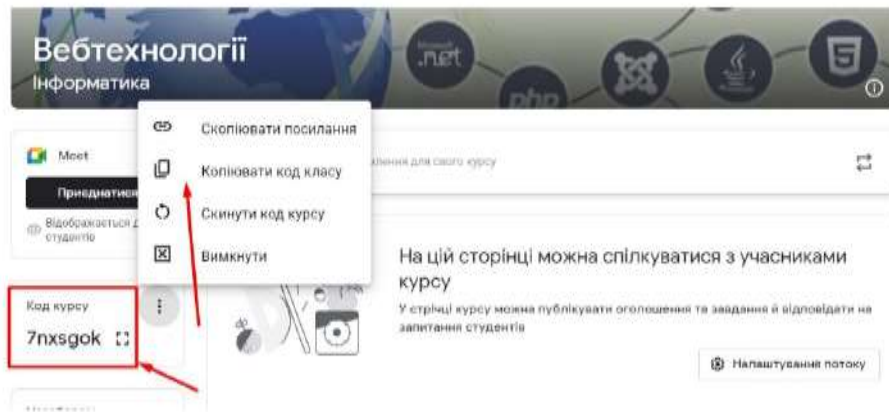 Вебтехнології
Інформатика
.net
php
Meet
Приєднатися
Відображається
студентів
Скопіювати посилання
Копіювати код класу
Скинути код курсу
Вимкнути
для свого курсу
Код курсу
7nxsgok
На цій сторінці можна спілкуватися з учасниками
курсу
У стрічці курсу можна публікувати оголошення та завдання й відповідати на
запитання студентів
Налаштування потоку